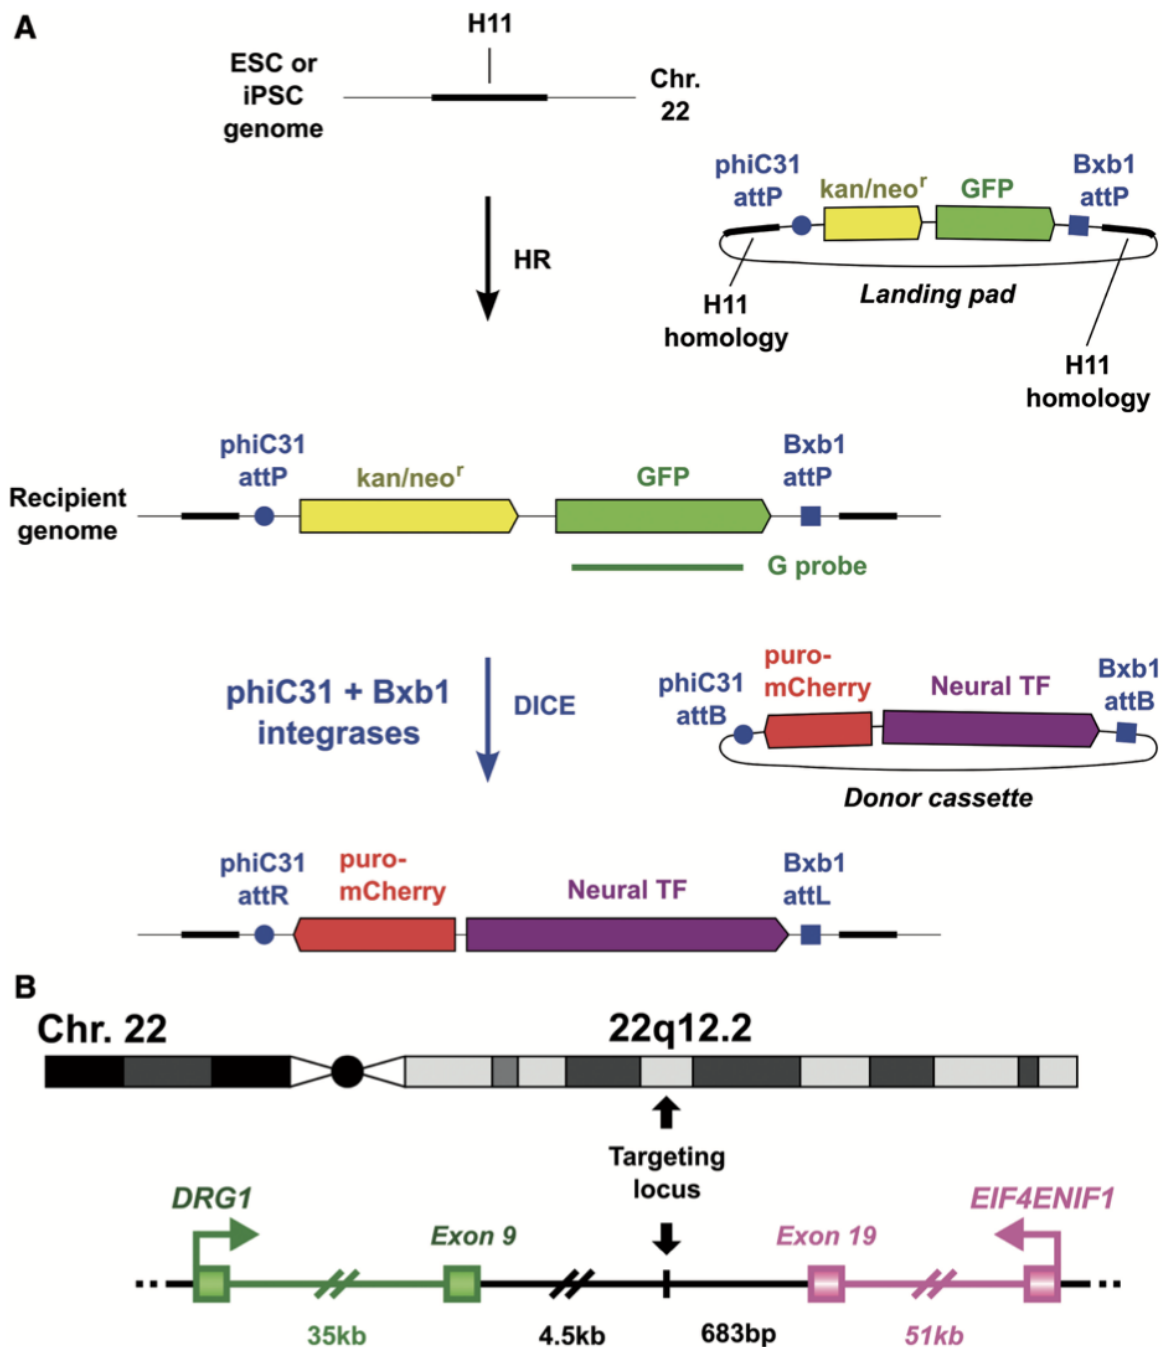 A
H11
ESC or
iPSC
genome
Chr.
22
phiC31
attP
kan/neoʳ
GFP
Bxb1
attP
HR
Landing pad
H11
homology
H11
homology
phiC31
attP
kan/neoʳ
GFP
Bxb1
attP
Recipient
genome
G probe
phiC31 + Bxb1
integrases
DICE
phiC31
attB
puro-
mCherry
Neural TF
Bxb1
attB
Donor cassette
phiC31
attR
puro-
mCherry
Neural TF
Bxb1
attL
B
Chr. 22
22q12.2
Targeting
locus
DRG1
Exon 9
Exon 19
EIF4ENIF1
35kb
4.5kb
683bp
51kb